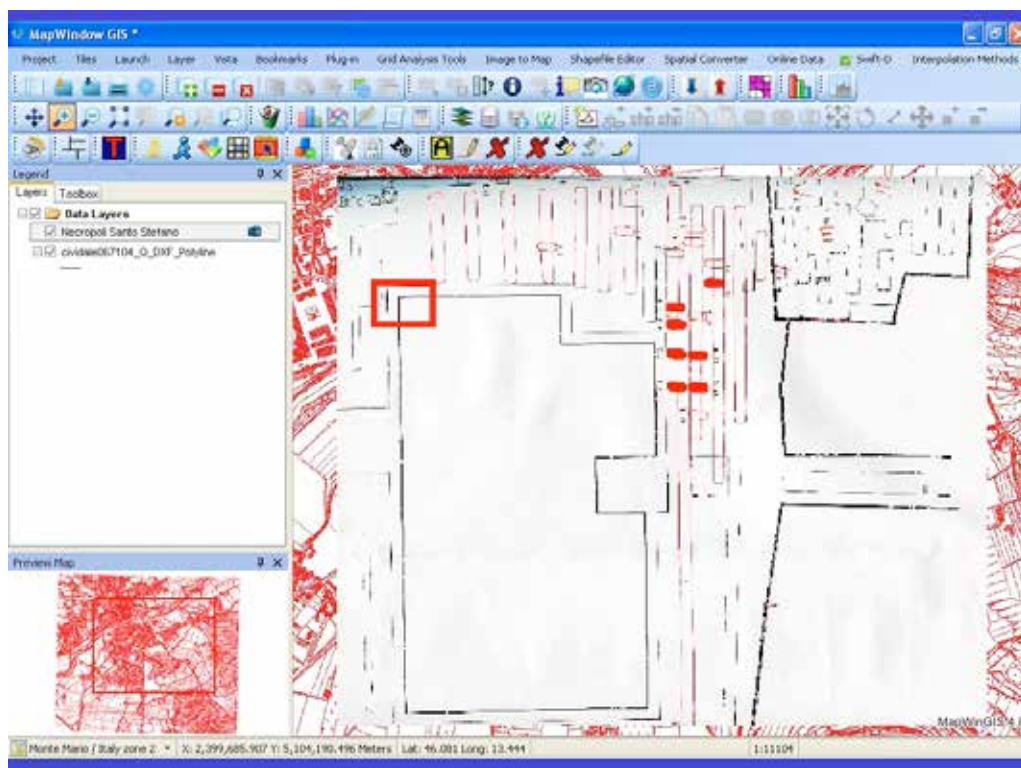 MapWindow GIS *
Project Tiles Launch Layer Vista Bookmarks Plug-in Grid Analysis Tools Image to Map Shapefile Editor Spatial Converter Online Data Swift-D Interpolation Methods
Legend
Layers Toolbox
Data Layers
Necropoli Santo Stefano
cividale067104_O_DXF_Polyline
Preview Map
MapWinGIS 4
Monte Mario / Italy zone 2 X: 2,399,685.907 Y: 5,104,190.496 Meters Lat: 46.081 Long: 13.444 1:11104